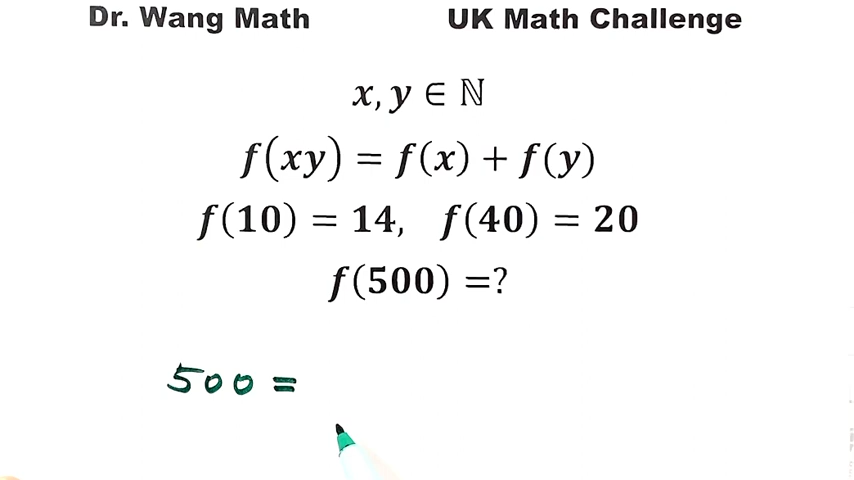 Dr. Wang Math UK Math Challenge
x, y ∈ ℕ
f(xy) = f(x) + f(y)
f(10) = 14, f(40) = 20
f(500) =?
500 =